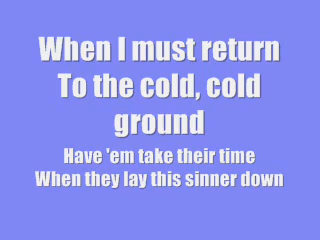 When I must return
To the cold, cold
ground
Have 'em take their time
When they lay this sinner down